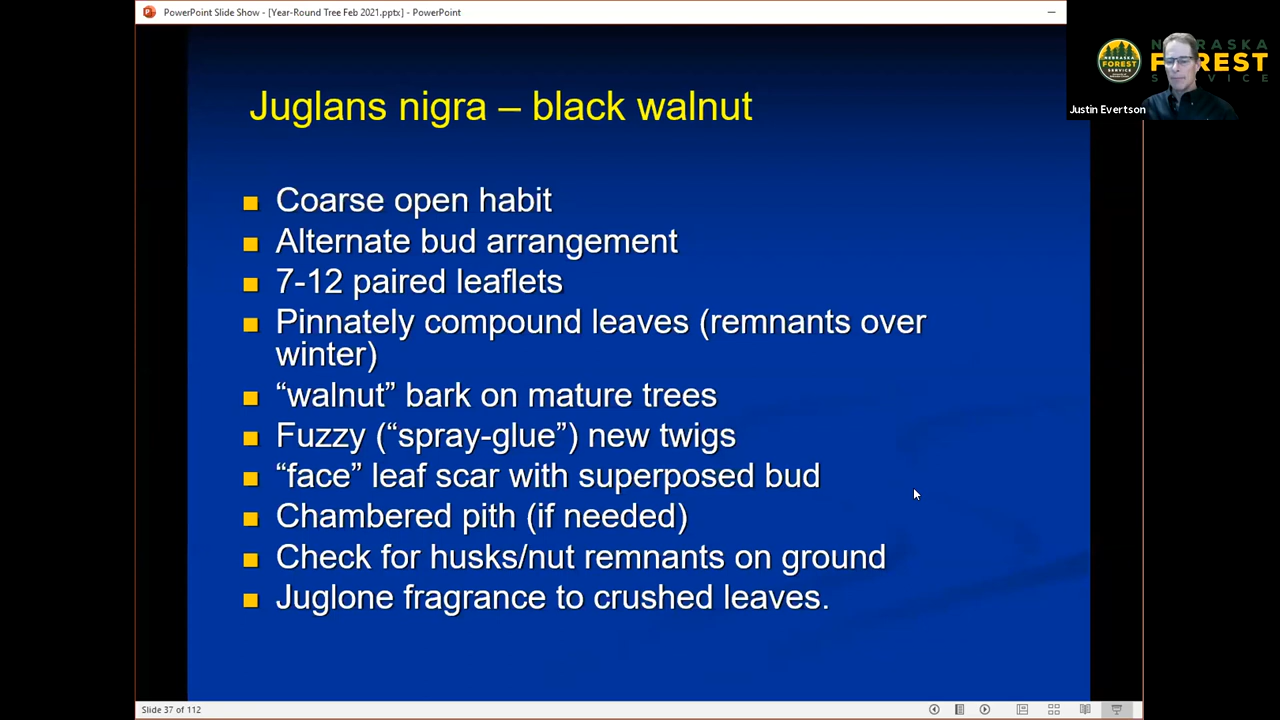 PowerPoint Slide Show - [Year-Round Tree Feb 2021.pptx] - PowerPoint
NEBRASKA
FOREST
SERVICE
Justin Evertson
Juglans nigra – black walnut
Coarse open habit
Alternate bud arrangement
7-12 paired leaflets
Pinnately compound leaves (remnants over
winter)
“walnut” bark on mature trees
Fuzzy (“spray-glue”) new twigs
“face” leaf scar with superposed bud
Chambered pith (if needed)
Check for husks/nut remnants on ground
Juglone fragrance to crushed leaves.
Slide 37 of 112